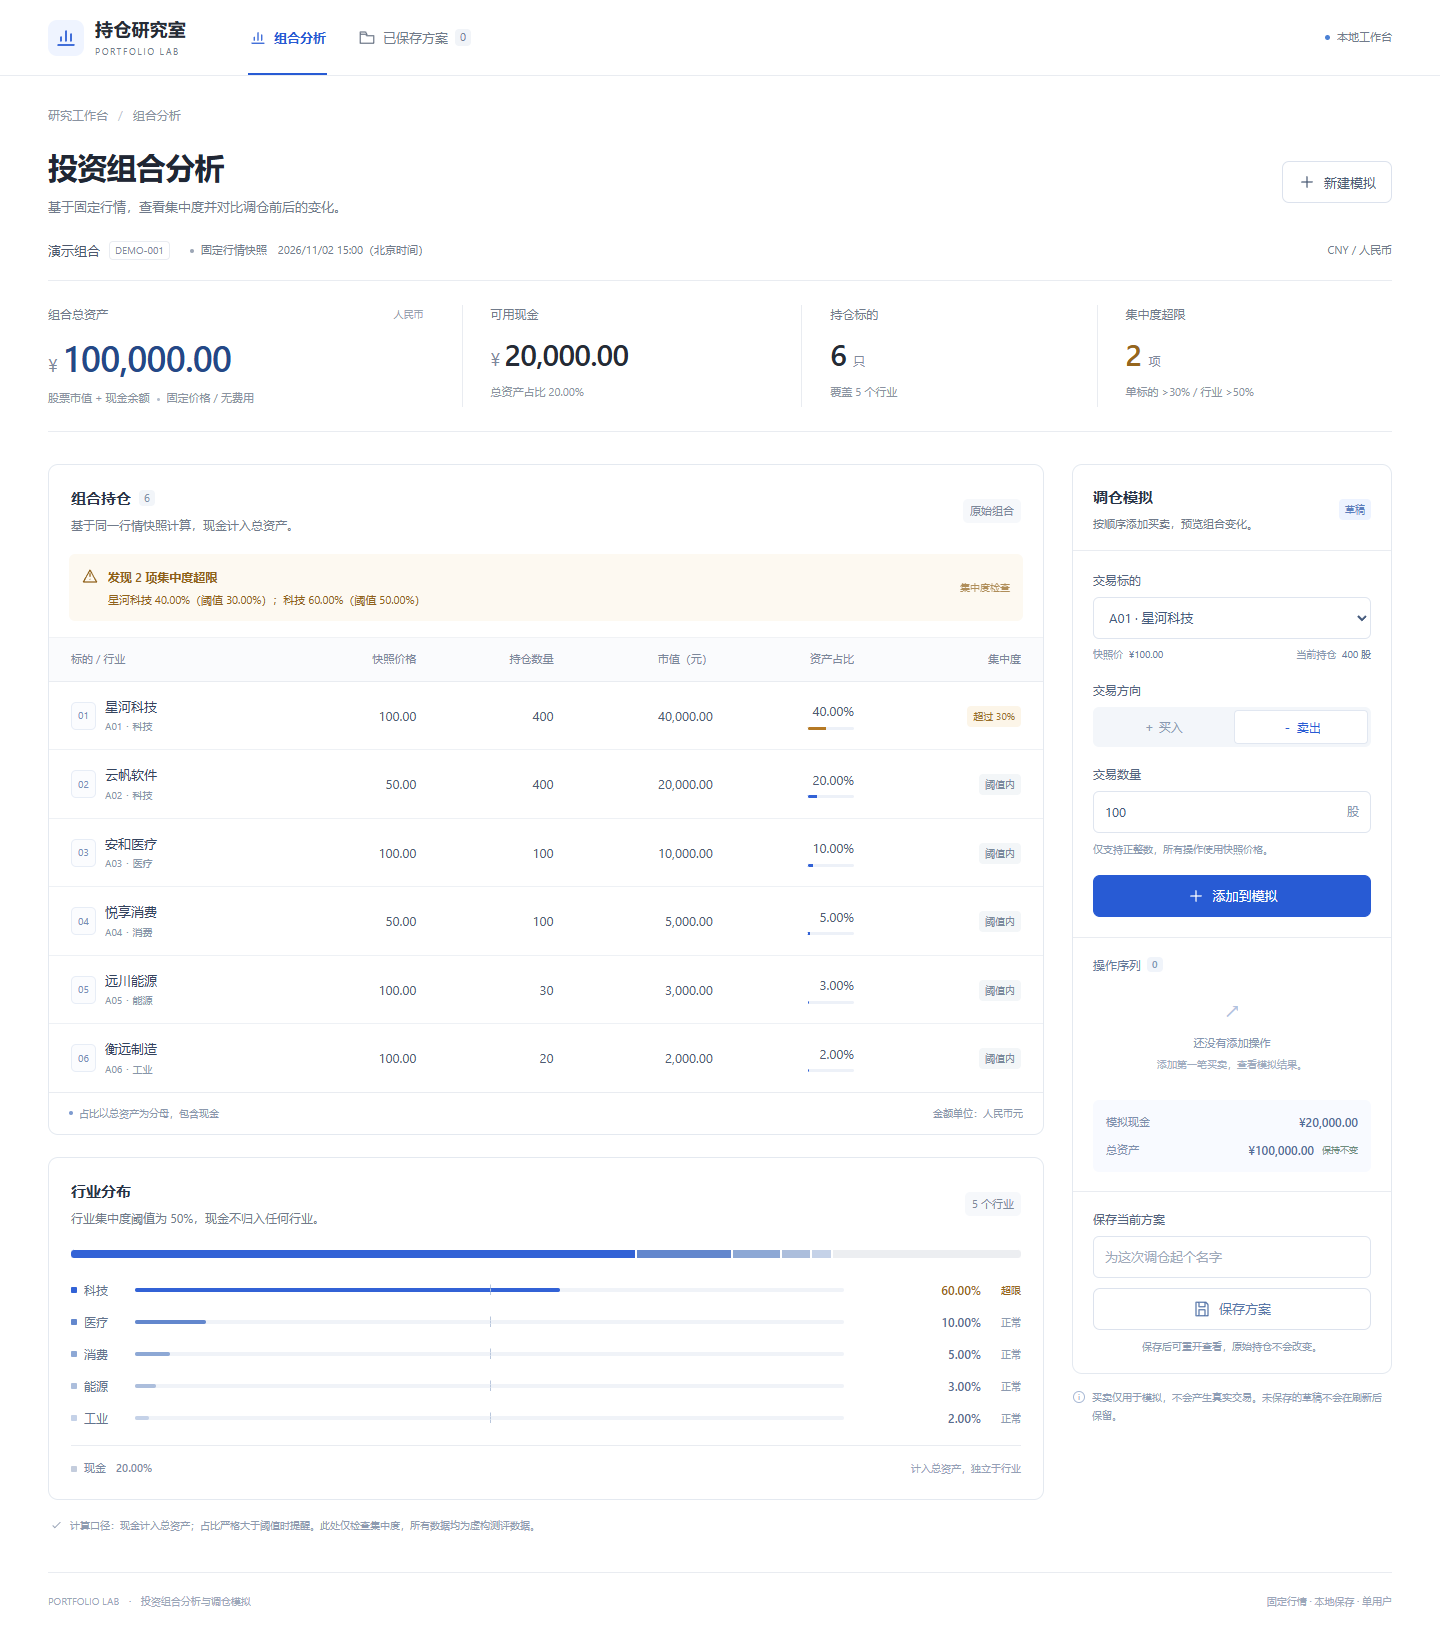 持仓研究室
PORTFOLIO LAB
组合分析
已保存方案 0
本地工作台
研究工作台 / 组合分析
投资组合分析
基于固定行情，查看集中度并对比调仓前后的变化。
新建模拟
演示组合 DEMO-001 固定行情快照 2026/11/02 15:00（北京时间）
CNY / 人民币
组合总资产 人民币
¥ 100,000.00
股票市值 + 现金余额 • 固定价格 / 无费用
可用现金
¥ 20,000.00
总资产占比 20.00%
持仓标的
6 只
覆盖 5 个行业
集中度超限
2 项
单标的 >30% / 行业 >50%
组合持仓 6
基于同一行情快照计算，现金计入总资产。
原始组合
发现 2 项集中度超限
星河科技 40.00%（阈值 30.00%）；科技 60.00%（阈值 50.00%）
集中度检查
标的 / 行业 快照价格 持仓数量 市值（元） 资产占比 集中度
01 星河科技 100.00 400 40,000.00 40.00% 超过 30%
A01 · 科技
02 云帆软件 50.00 400 20,000.00 20.00% 阈值内
A02 · 科技
03 安和医疗 100.00 100 10,000.00 10.00% 阈值内
A03 · 医疗
04 悦享消费 50.00 100 5,000.00 5.00% 阈值内
A04 · 消费
05 远川能源 100.00 30 3,000.00 3.00% 阈值内
A05 · 能源
06 衡远制造 100.00 20 2,000.00 2.00% 阈值内
A06 · 工业
占比以总资产为分母，包含现金
金额单位：人民币元
行业分布
行业集中度阈值为 50%，现金不归入任何行业。
5 个行业
科技 60.00% 超限
医疗 10.00% 正常
消费 5.00% 正常
能源 3.00% 正常
工业 2.00% 正常
现金 20.00%
计入总资产，独立于行业
计算口径：现金计入总资产；占比严格大于阈值时提醒。此处仅检查集中度，所有数据均为虚构测评数据。
调仓模拟
按顺序添加买卖，预览组合变化。
草稿
交易标的
A01 · 星河科技
快照价 ¥100.00
当前持仓 400 股
交易方向
+ 买入
- 卖出
交易数量
100 股
仅支持正整数，所有操作使用快照价格。
添加到模拟
操作序列 0
还没有添加操作
添加第一笔买卖，查看模拟结果。
模拟现金 ¥20,000.00
总资产 ¥100,000.00 保持不变
保存当前方案
为这次调仓起个名字
保存方案
保存后可重开查看，原始持仓不会改变。
买卖仅用于模拟，不会产生真实交易。未保存的草稿不会在刷新后
保留。
PORTFOLIO LAB · 投资组合分析与调仓模拟
固定行情 · 本地保存 · 单用户